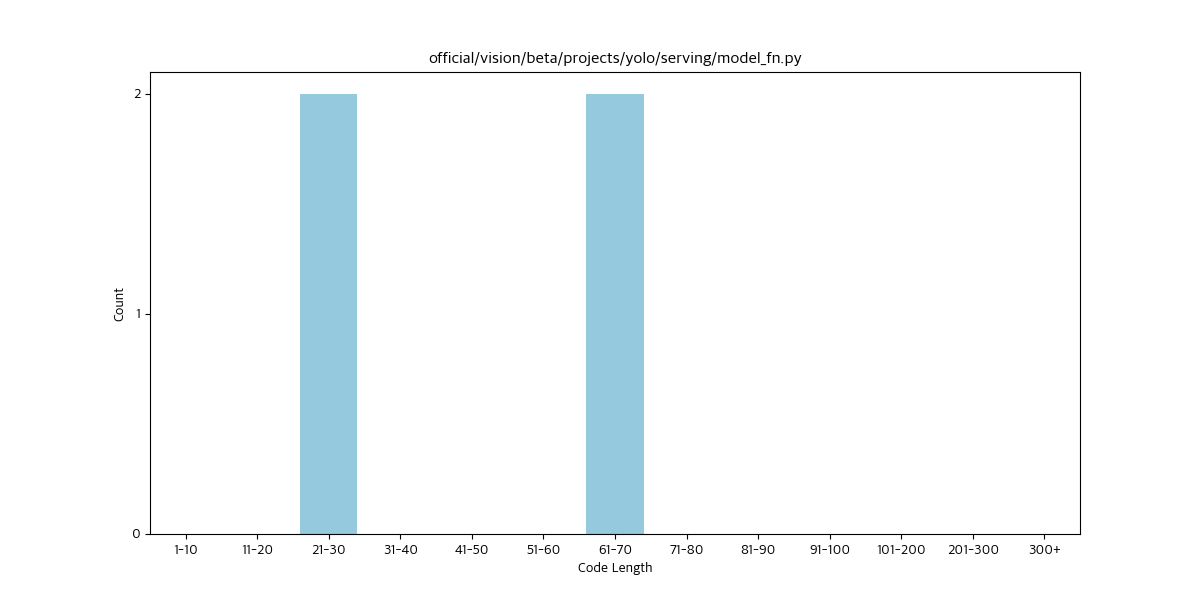 official/vision/beta/projects/yolo/serving/model_fn.py
2
1
0
Count
1-10 11-20 21-30 31-40 41-50 51-60 61-70 71-80 81-90 91-100 101-200 201-300 300+
Code Length